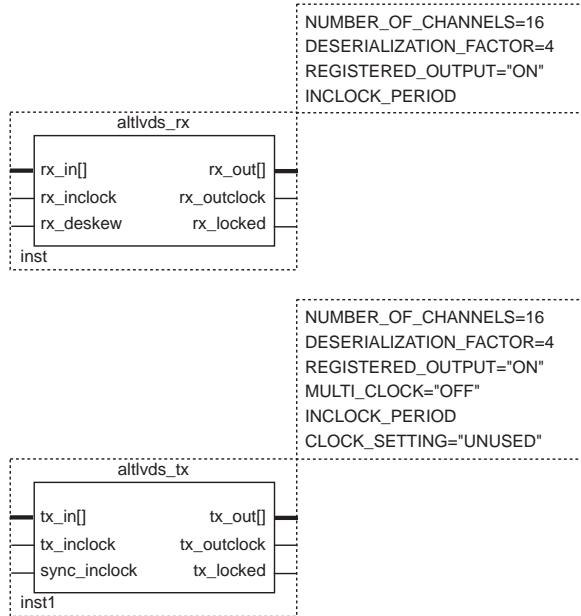 NUMBER_OF_CHANNELS=16
DESERIALIZATION_FACTOR=4
REGISTERED_OUTPUT="ON"
INCLOCK_PERIOD
altlvds_rx
rx_in[] rx_out[]
rx_inclock rx_outclock
rx_deskew rx_locked
inst
NUMBER_OF_CHANNELS=16
DESERIALIZATION_FACTOR=4
REGISTERED_OUTPUT="ON"
MULTI_CLOCK="OFF"
INCLOCK_PERIOD
CLOCK_SETTING="UNUSED"
altlvds_tx
tx_in[] tx_out[]
tx_inclock tx_outclock
sync_inclock tx_locked
inst1